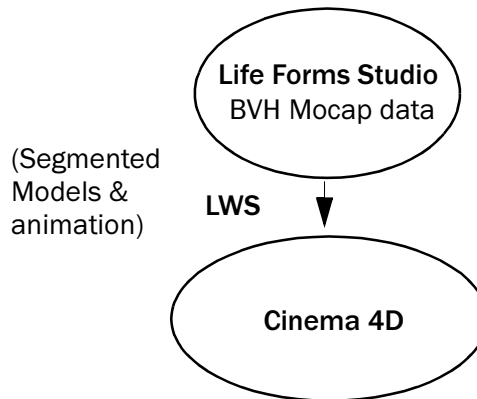 Life Forms Studio
BVH Mocap data
(Segmented
Models &
animation)
LWS
Cinema 4D